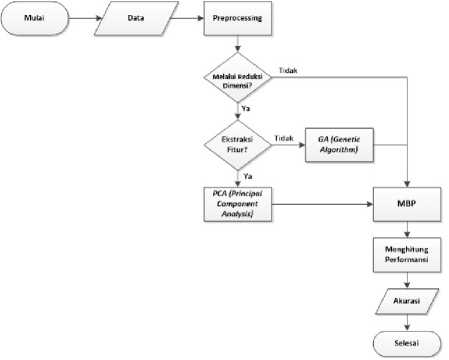 Mulai
Data
Preprocessing
Melalui Reduksi
Dimensi?
Tidak
Ya
Ekstraksi
Fitur?
Tidak
GA (Genetic
Algorithm)
Ya
PCA (Principal
Component
Analysis)
MBP
Menghitung
Performansi
Akurasi
Selesai